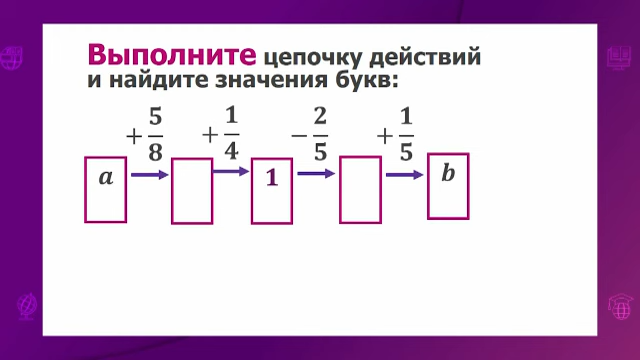 Выполните цепочку действий
и найдите значения букв:
+5/8 +1/4 −2/5 +1/5
a 1 b